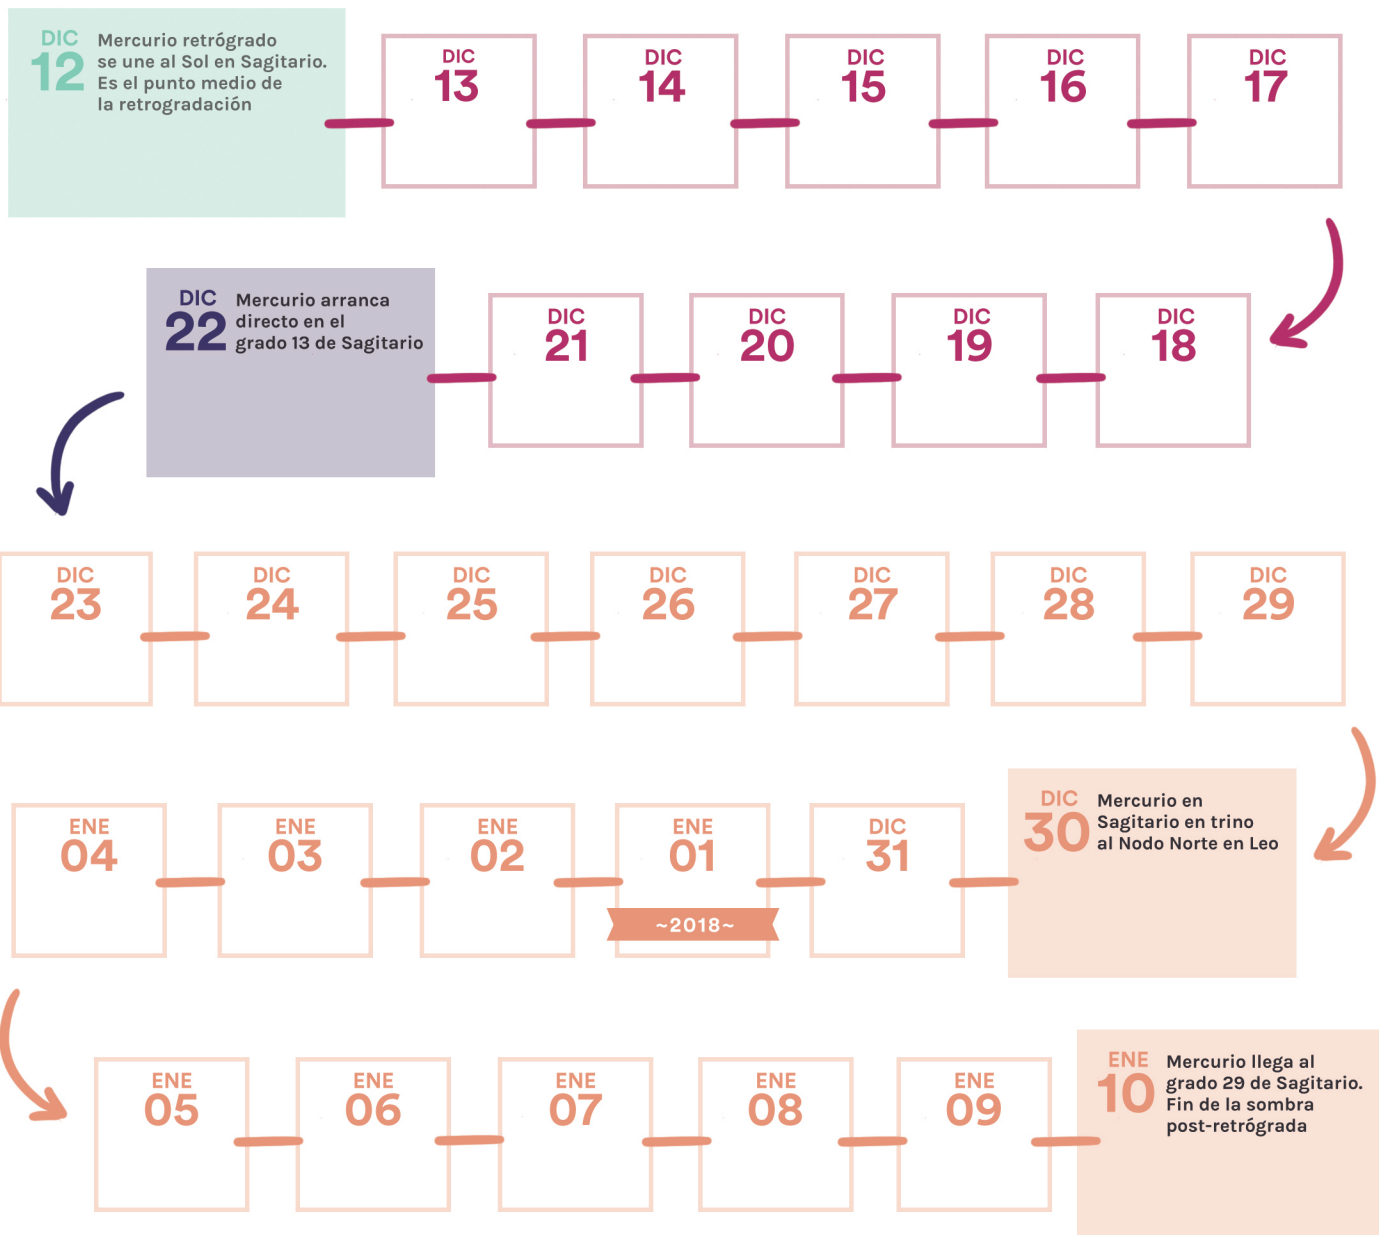 DIC
12
Mercurio retrógrado
se une al Sol en Sagitario.
Es el punto medio de
la retrogradación
DIC
13
DIC
14
DIC
15
DIC
16
DIC
17
DIC
18
DIC
19
DIC
20
DIC
21
DIC
22
Mercurio arranca
directo en el
grado 13 de Sagitario
DIC
23
DIC
24
DIC
25
DIC
26
DIC
27
DIC
28
DIC
29
DIC
30
Mercurio en
Sagitario en trino
al Nodo Norte en Leo
DIC
31
ENE
01
~2018~
ENE
02
ENE
03
ENE
04
ENE
05
ENE
06
ENE
07
ENE
08
ENE
09
ENE
10
Mercurio llega al
grado 29 de Sagitario.
Fin de la sombra
post-retrógrada